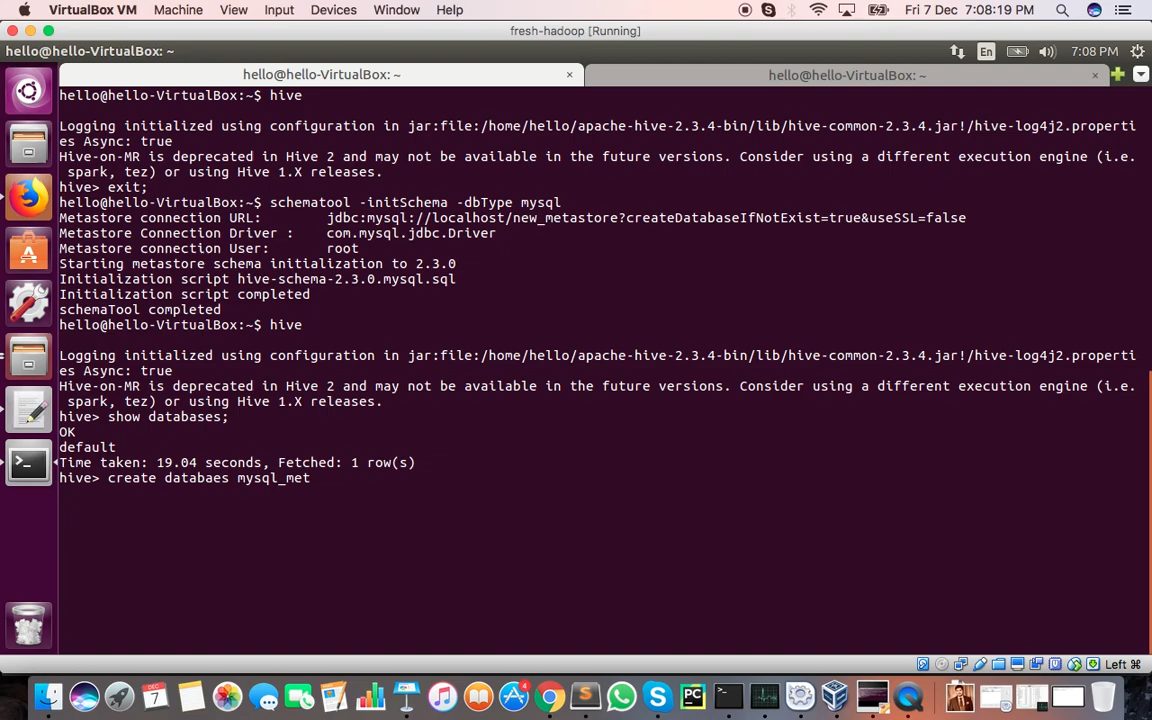 VirtualBox VM Machine View Input Devices Window Help Fri 7 Dec 7:08:19 PM
fresh-hadoop [Running]
hello@hello-VirtualBox: ~ En 7:08 PM
hello@hello-VirtualBox: ~ × hello@hello-VirtualBox: ~ ×
hello@hello-VirtualBox:~$ hive
Logging initialized using configuration in jar:file:/home/hello/apache-hive-2.3.4-bin/lib/hive-common-2.3.4.jar!/hive-log4j2.properti
es Async: true
Hive-on-MR is deprecated in Hive 2 and may not be available in the future versions. Consider using a different execution engine (i.e.
spark, tez) or using Hive 1.X releases.
hive> exit;
hello@hello-VirtualBox:~$ schematool -initSchema -dbType mysql
Metastore connection URL: jdbc:mysql://localhost/new_metastore?createDatabaseIfNotExist=true&useSSL=false
Metastore Connection Driver : com.mysql.jdbc.Driver
Metastore connection User: root
Starting metastore schema initialization to 2.3.0
Initialization script hive-schema-2.3.0.mysql.sql
Initialization script completed
schemaTool completed
hello@hello-VirtualBox:~$ hive
Logging initialized using configuration in jar:file:/home/hello/apache-hive-2.3.4-bin/lib/hive-common-2.3.4.jar!/hive-log4j2.properti
es Async: true
Hive-on-MR is deprecated in Hive 2 and may not be available in the future versions. Consider using a different execution engine (i.e.
spark, tez) or using Hive 1.X releases.
hive> show databases;
OK
default
Time taken: 19.04 seconds, Fetched: 1 row(s)
hive> create databaes mysql_met
Left ⌘
DEC
7
4
PC